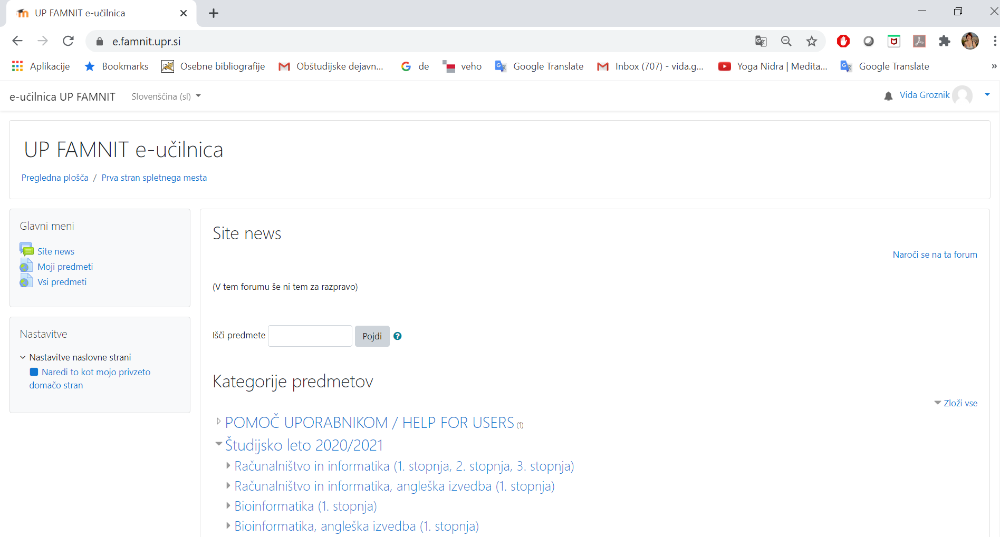 UP FAMNIT e-učilnica
e.famnit.upr.si
Aplikacije Bookmarks Osebne bibliografije Obštudijske dejavn... de veho Google Translate Inbox (707) - vida.g... Yoga Nidra | Medita... Google Translate »
e-učilnica UP FAMNIT Slovenščina (sl) Vida Groznik
UP FAMNIT e-učilnica
Pregledna plošča / Prva stran spletnega mesta
Glavni meni
Site news
Moji predmeti
Vsi predmeti
Nastavitve
Nastavitve naslovne strani
Naredi to kot mojo privzeto
domačo stran
Site news
Naroči se na ta forum
(V tem forumu še ni tem za razpravo)
Išči predmete Pojdi
Kategorije predmetov
Zloži vse
POMOČ UPORABNIKOM / HELP FOR USERS (1)
Študijsko leto 2020/2021
Računalništvo in informatika (1. stopnja, 2. stopnja, 3. stopnja)
Računalništvo in informatika, angleška izvedba (1. stopnja)
Bioinformatika (1. stopnja)
Bioinformatika, angleška izvedba (1. stopnja)